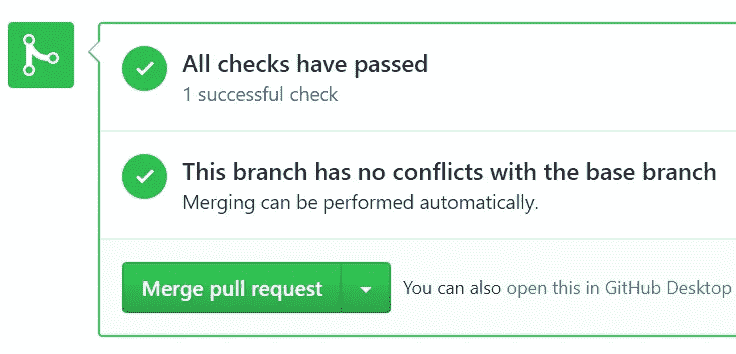 All checks have passed
1 successful check
This branch has no conflicts with the base branch
Merging can be performed automatically.
Merge pull request You can also open this in GitHub Desktop